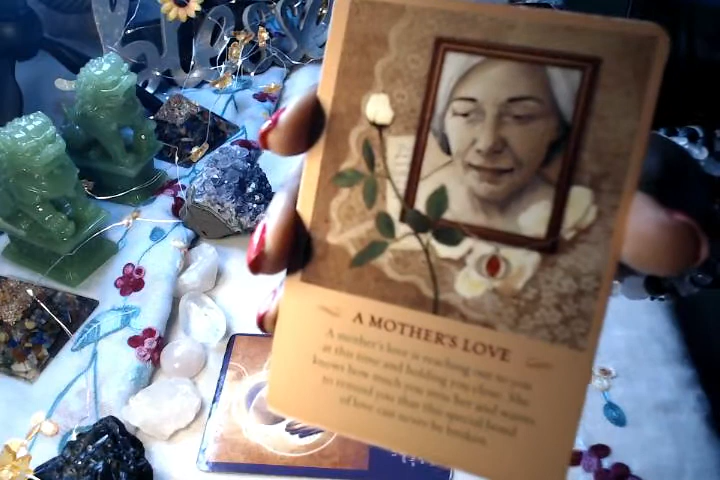 A MOTHER'S LOVE
A mother's love is reaching out to you
at this time and holding you close. She
knows how much you miss her and wants
to remind you that this special bond
of love can never be broken.